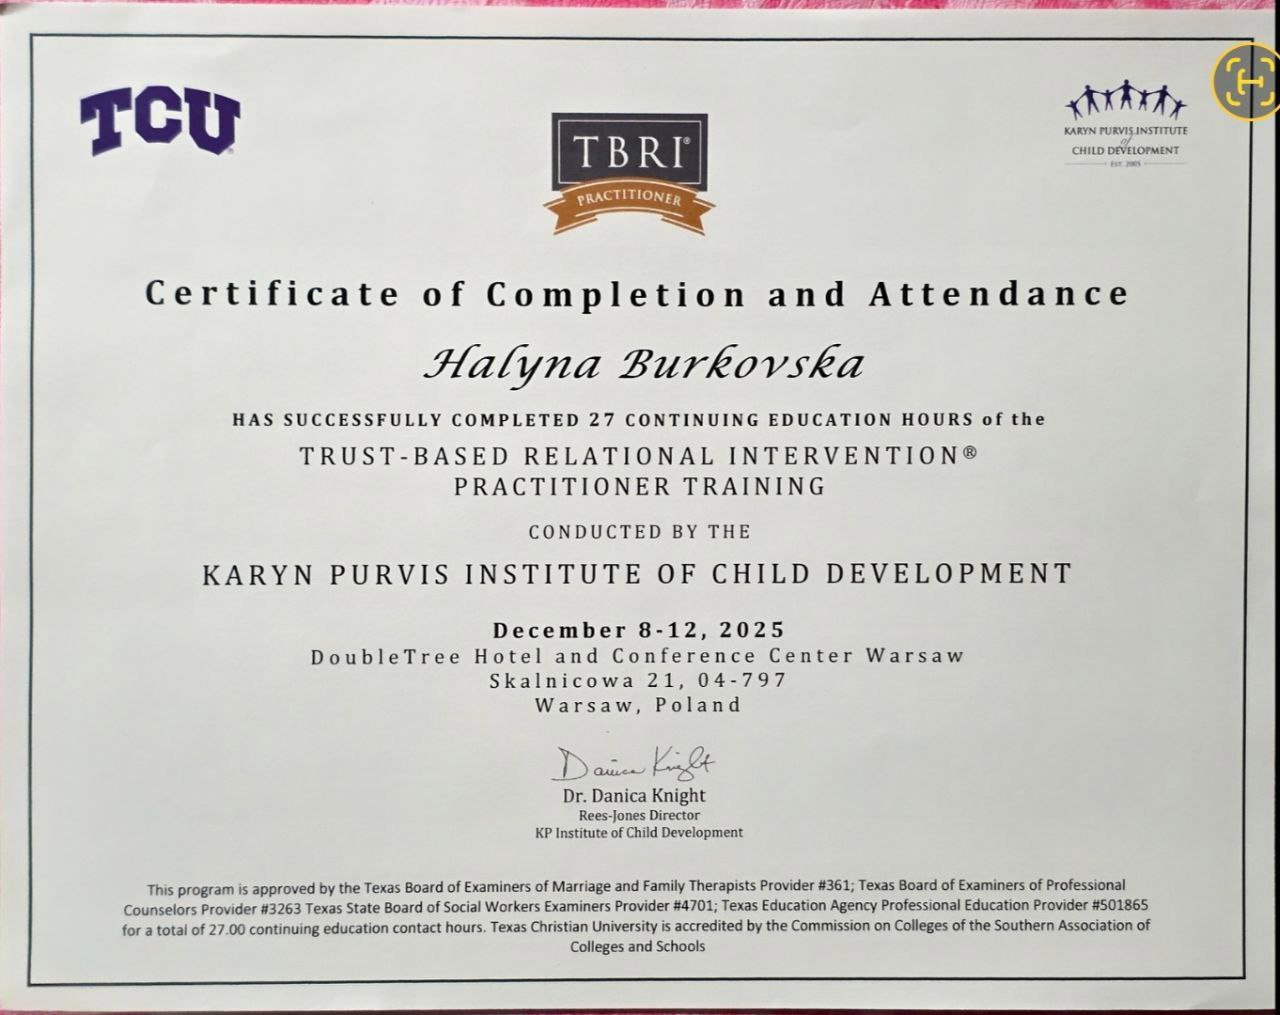 TCU
TBRI®
PRACTITIONER
KARYN PURVIS INSTITUTE
of
CHILD DEVELOPMENT
EST. 2005
Certificate of Completion and Attendance
Halyna Burkovska
HAS SUCCESSFULLY COMPLETED 27 CONTINUING EDUCATION HOURS of the
TRUST-BASED RELATIONAL INTERVENTION®
PRACTITIONER TRAINING
CONDUCTED BY THE
KARYN PURVIS INSTITUTE OF CHILD DEVELOPMENT
December 8-12, 2025
DoubleTree Hotel and Conference Center Warsaw
Skalnicowa 21, 04-797
Warsaw, Poland
Danica Knight
Dr. Danica Knight
Rees-Jones Director
KP Institute of Child Development
This program is approved by the Texas Board of Examiners of Marriage and Family Therapists Provider #361; Texas Board of Examiners of Professional
Counselors Provider #3263 Texas State Board of Social Workers Examiners Provider #4701; Texas Education Agency Professional Education Provider #501865
for a total of 27.00 continuing education contact hours. Texas Christian University is accredited by the Commission on Colleges of the Southern Association of
Colleges and Schools